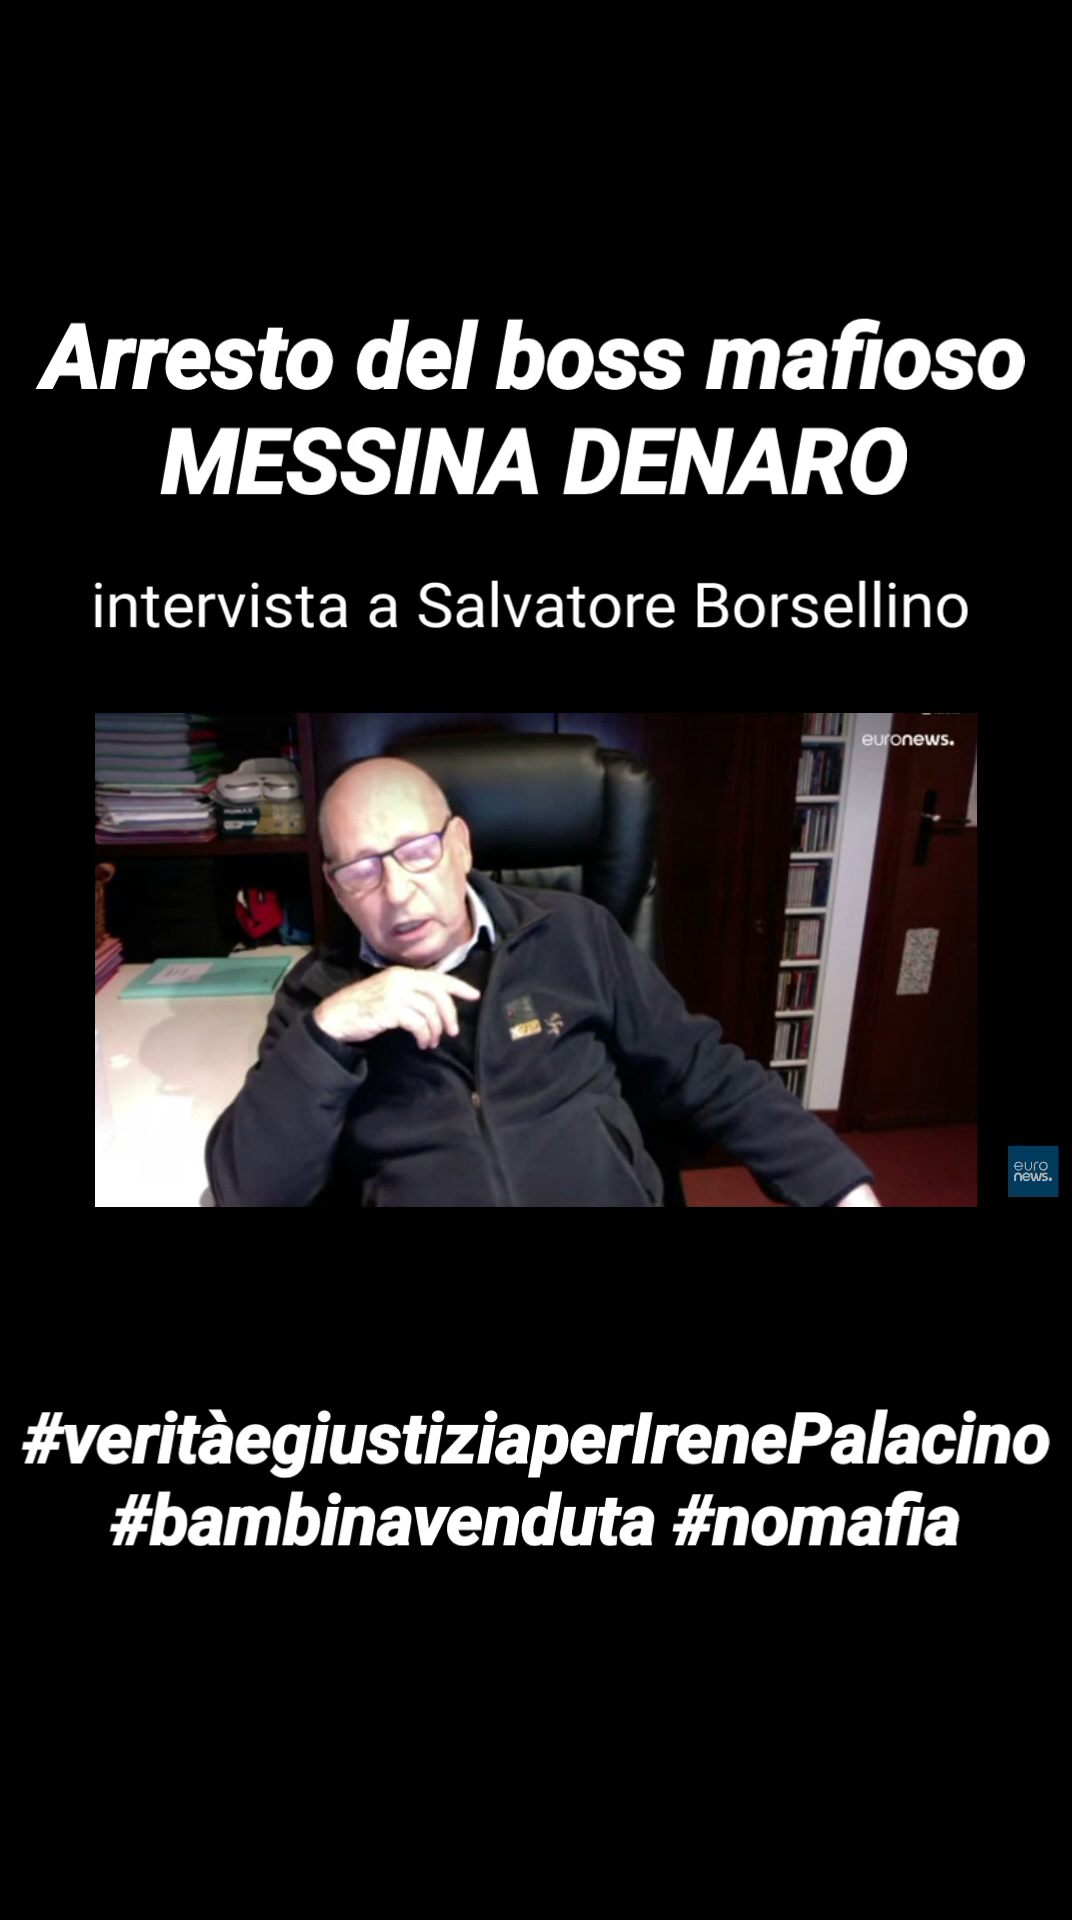 Arresto del boss mafioso
MESSINA DENARO
intervista a Salvatore Borsellino
euronews.
euro
news.
#veritàegiustiziaperIrenePalacino
#bambinavenduta #nomafia